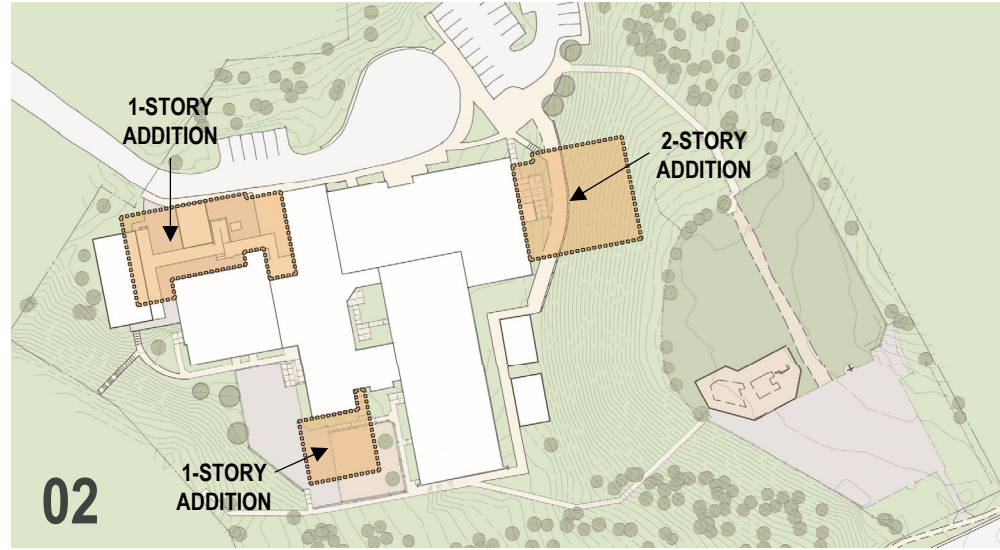 1-STORY
ADDITION
2-STORY
ADDITION
1-STORY
ADDITION
02